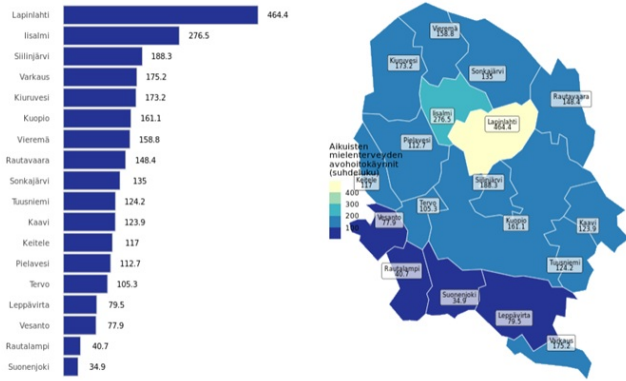 Lapinlahti 464.4
Iisalmi 276.5
Siilinjärvi 188.3
Varkaus 175.2
Kiuruvesi 173.2
Kuopio 161.1
Vieremä 158.8
Rautavaara 148.4
Sonkajärvi 135
Tuusniemi 124.2
Kaavi 123.9
Keitele 117
Pielavesi 112.7
Tervo 105.3
Leppävirta 79.5
Vesanto 77.9
Rautalampi 40.7
Suonenjoki 34.9
Vieremä
158.8
Kiuruvesi
173.2
Sonkajärvi
135
Rautavaara
148.4
Iisalmi
276.5
Lapinlahti
464.4
Pielavesi
112.7
Aikuisten
mielenterveyden
avohoitokäynnit
(suhdeluku)
400
300
200
100
Keitele
117
Siilinjärvi
188.3
Tervo
105.3
Vesanto
77.9
Kuopio
161.1
Kaavi
123.9
Tuusniemi
124.2
Rautalampi
40.7
Suonenjoki
34.9
Leppävirta
79.5
Varkaus
175.2